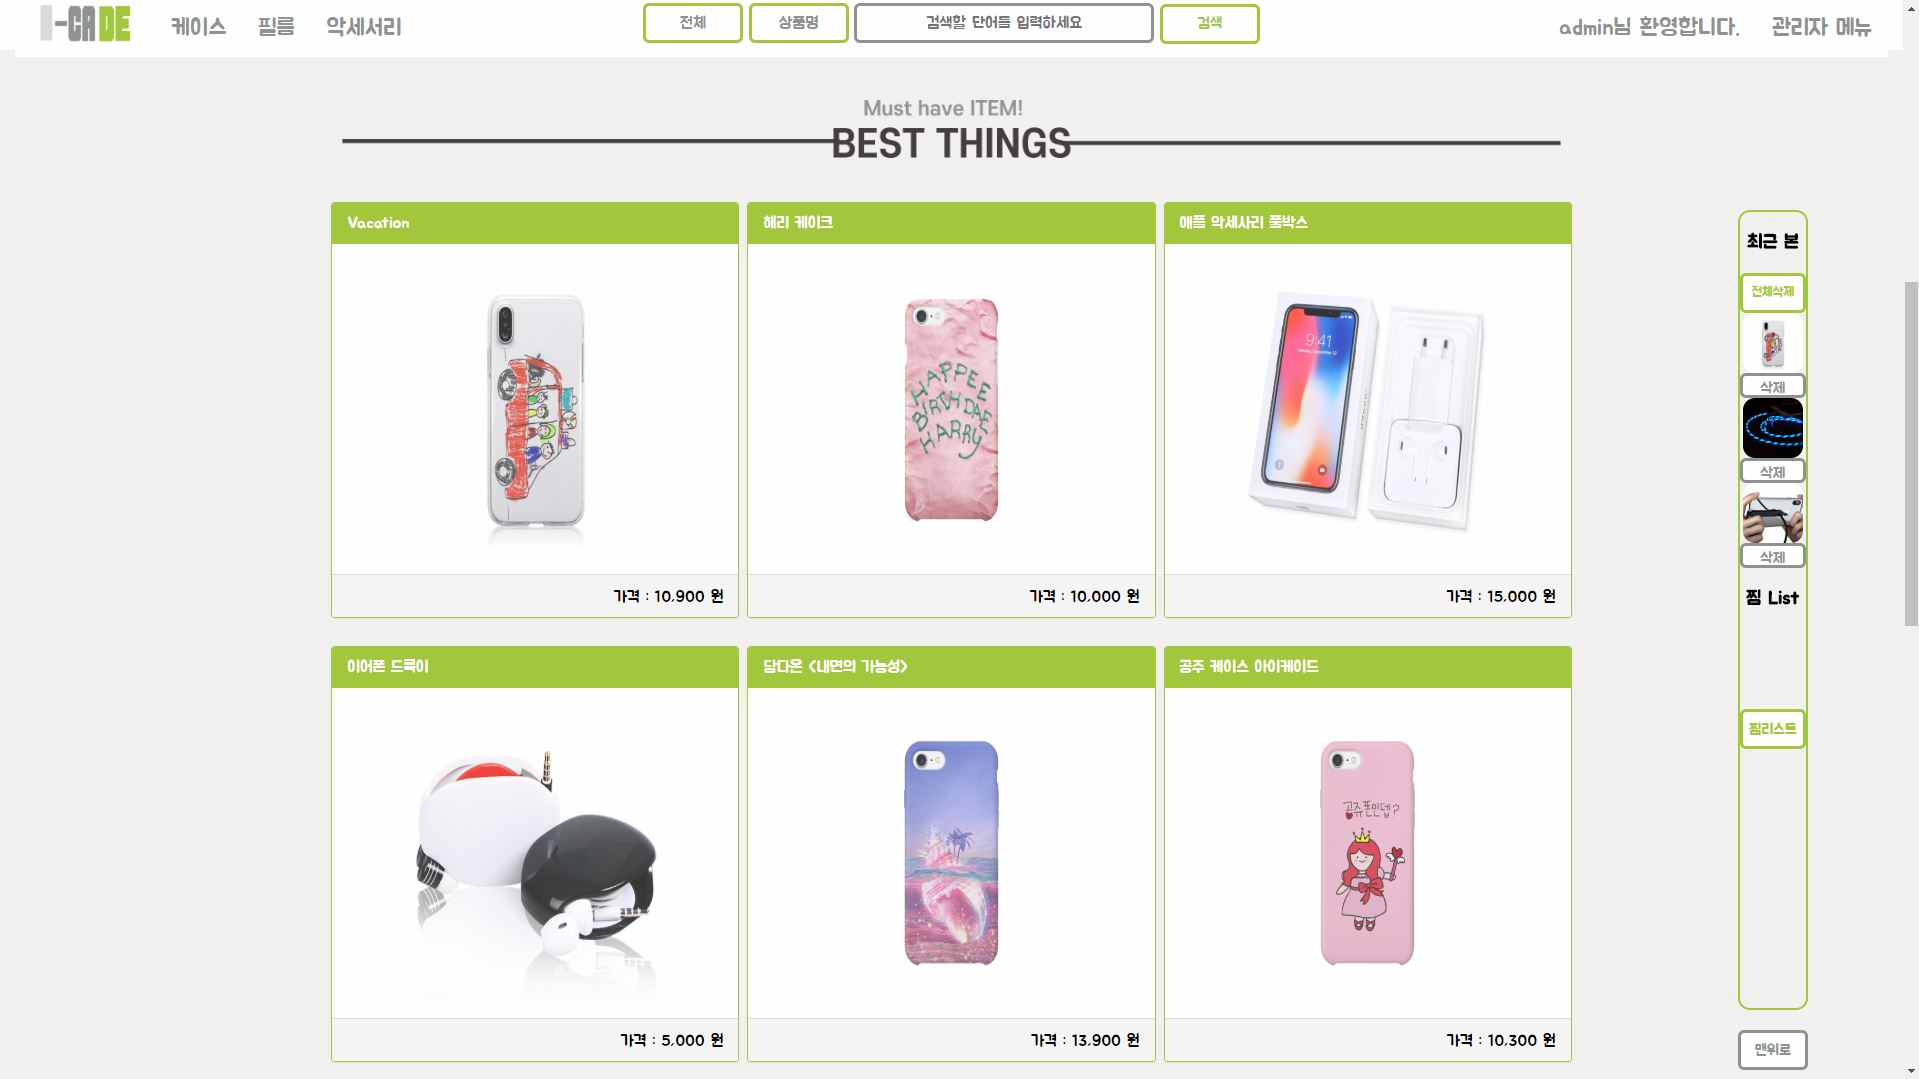 I-CADE
케이스 필름 악세서리
전체 상품명 검색할 단어를 입력하세요 검색
admin님 환영합니다. 관리자 메뉴
Must have ITEM!
BEST THINGS
Vacation
가격 : 10,900 원
해리 케이크
HAPPEE
BIRTHDAE
HARRY
가격 : 10,000 원
애플 악세사리 풀박스
9:41
가격 : 15,000 원
이어폰 드륵이
가격 : 5,000 원
담다온 <내면의 가능성>
가격 : 13,900 원
공주 케이스 아이케이드
공주폰인뎁?
가격 : 10,300 원
최근 본
전체삭제
삭제
삭제
삭제
찜 List
찜리스트
맨위로